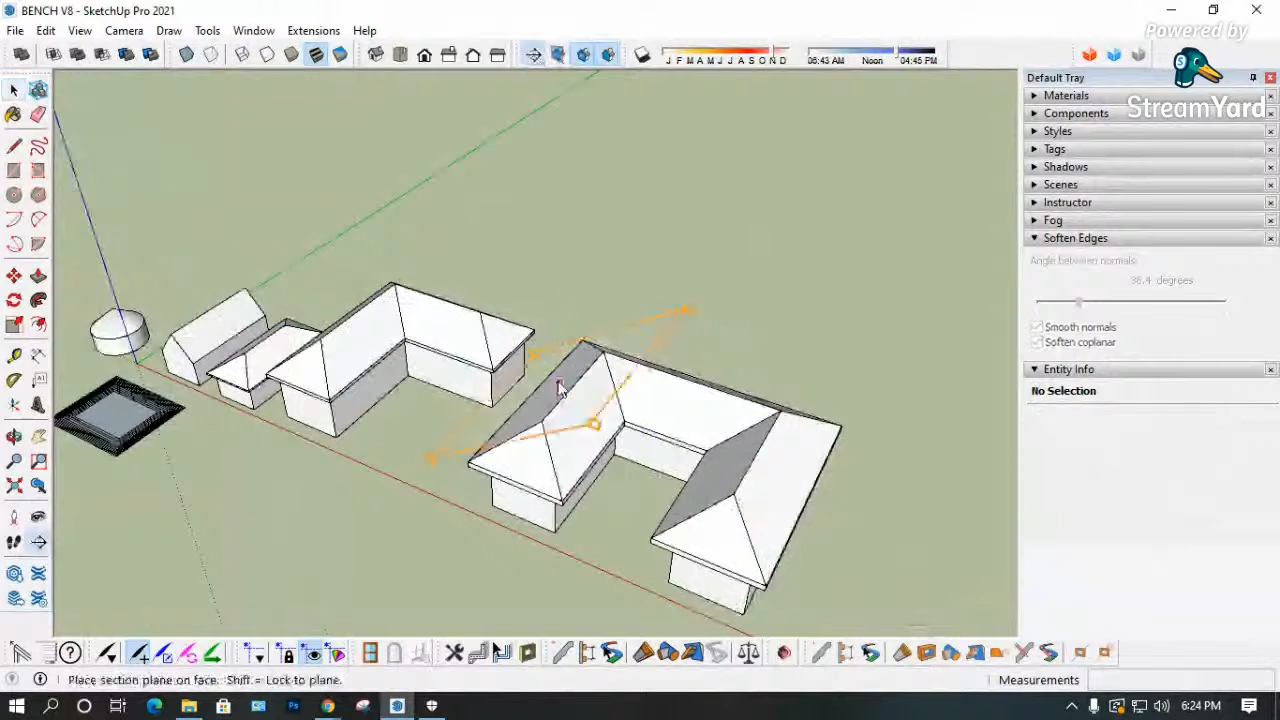 BENCH V8 - SketchUp Pro 2021
File Edit View Camera Draw Tools Window Extensions Help
Powered by
StreamYard
J F M A M J J A S O N D
06:43 AM Noon 04:45 PM
Default Tray
Materials
Components
Styles
Tags
Shadows
Scenes
Instructor
Fog
Soften Edges
Angle between normals:
36.4 degrees
Smooth normals
Soften coplanar
Entity Info
No Selection
Place section plane on face. Shift = Lock to plane.
Measurements
6:24 PM